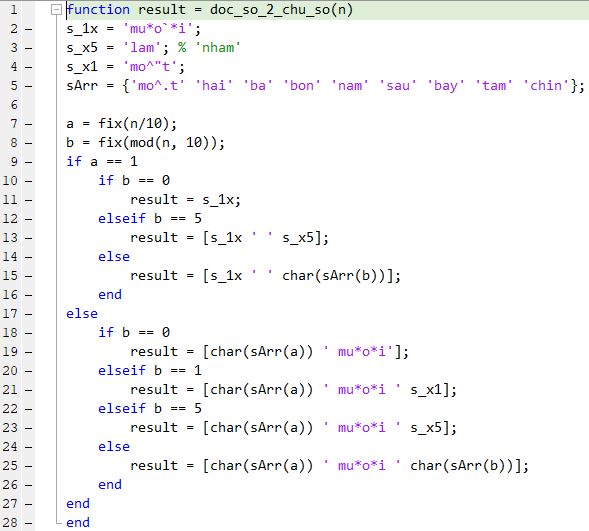 1 function result = doc_so_2_chu_so(n)
2 – s_1x = 'mu*o`*i';
3 – s_x5 = 'lam'; % 'nham'
4 – s_x1 = 'mo^"t';
5 – sArr = {'mo^.t' 'hai' 'ba' 'bon' 'nam' 'sau' 'bay' 'tam' 'chin'};
6
7 – a = fix(n/10);
8 – b = fix(mod(n, 10));
9 – if a == 1
10 – if b == 0
11 – result = s_1x;
12 – elseif b == 5
13 – result = [s_1x ' ' s_x5];
14 – else
15 – result = [s_1x ' ' char(sArr(b))];
16 – end
17 – else
18 – if b == 0
19 – result = [char(sArr(a)) ' mu*o*i'];
20 – elseif b == 1
21 – result = [char(sArr(a)) ' mu*o*i ' s_x1];
22 – elseif b == 5
23 – result = [char(sArr(a)) ' mu*o*i ' s_x5];
24 – else
25 – result = [char(sArr(a)) ' mu*o*i ' char(sArr(b))];
26 – end
27 – end
28 – end